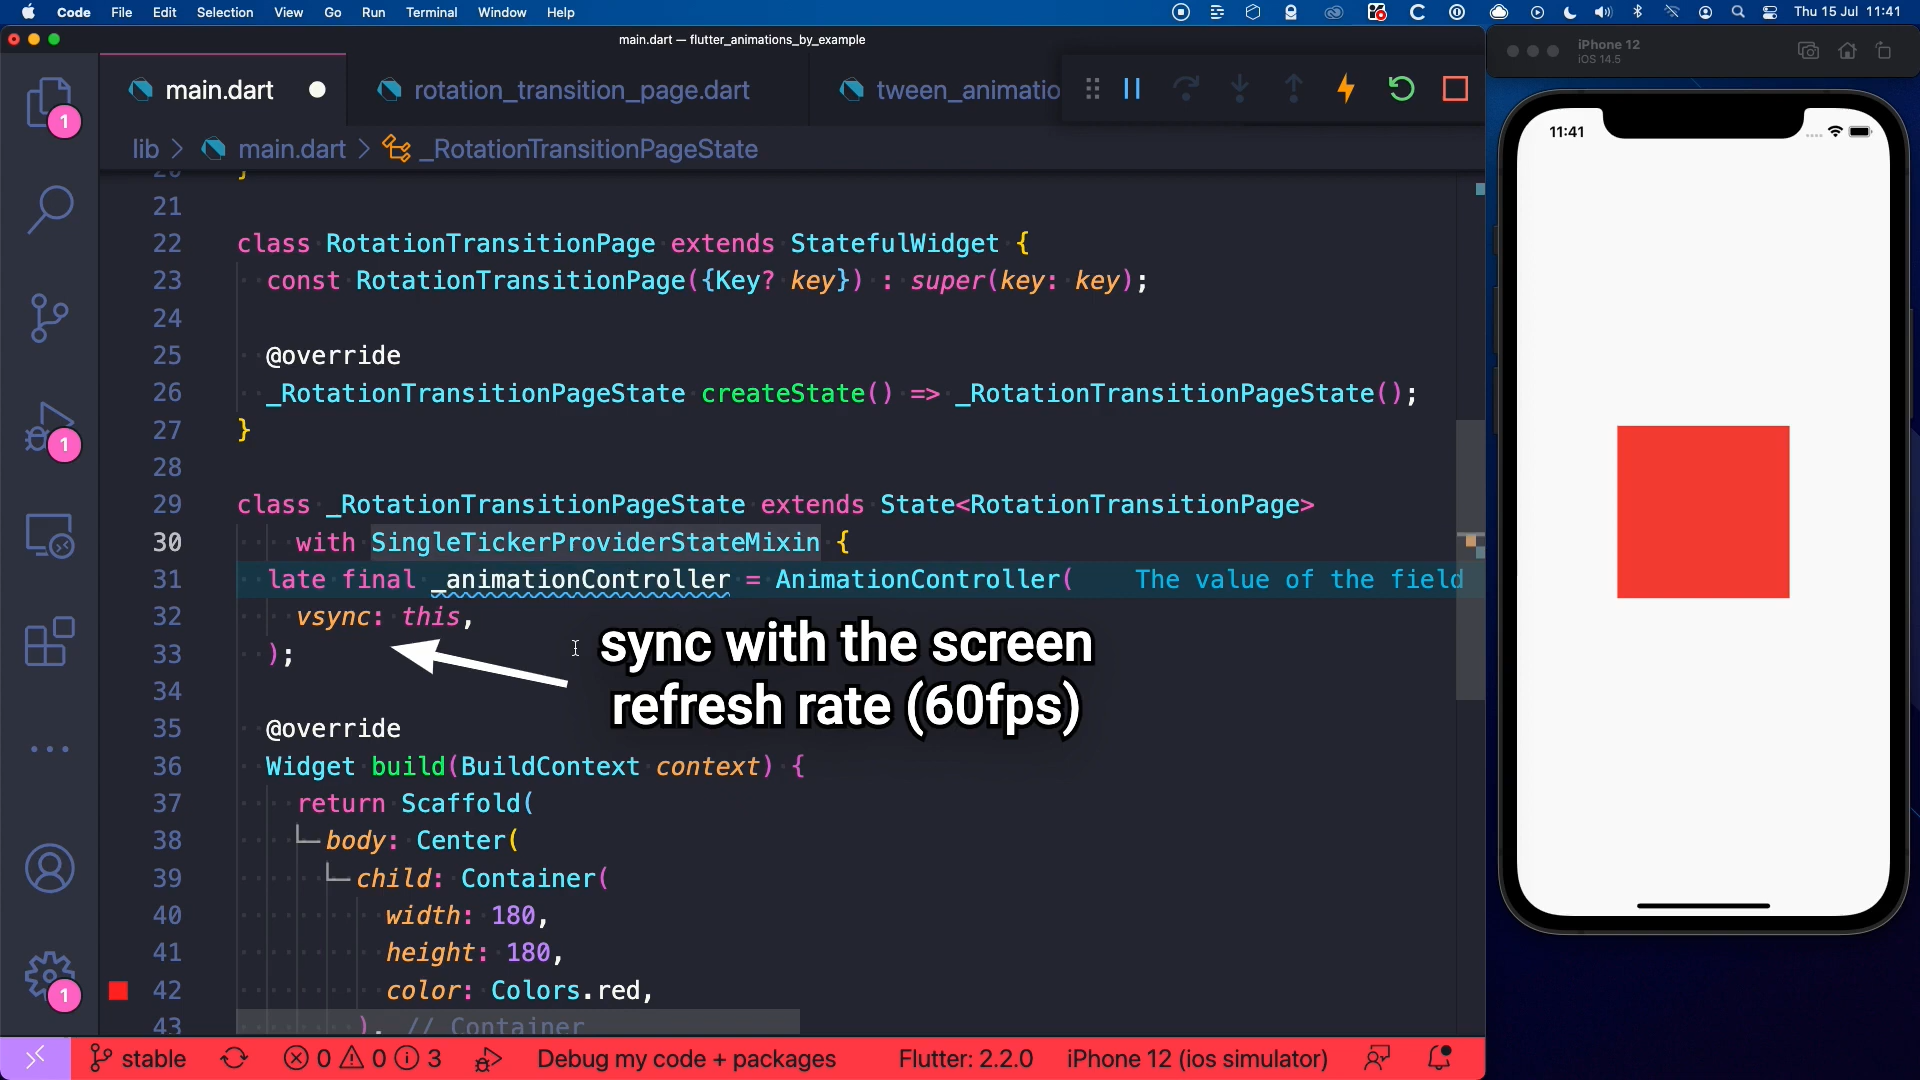 Code File Edit Selection View Go Run Terminal Window Help Thu 15 Jul 11:41
main.dart — flutter_animations_by_example
main.dart rotation_transition_page.dart tween_animatio
lib > main.dart > _RotationTransitionPageState
20 }
21
22 class RotationTransitionPage extends StatefulWidget {
23 const RotationTransitionPage({Key? key}) : super(key: key);
24
25 @override
26 _RotationTransitionPageState createState() => _RotationTransitionPageState();
27 }
28
29 class _RotationTransitionPageState extends State<RotationTransitionPage>
30 with SingleTickerProviderStateMixin {
31 late final _animationController = AnimationController( The value of the field
32 vsync: this,
33 );
sync with the screen
refresh rate (60fps)
34
35 @override
36 Widget build(BuildContext context) {
37 return Scaffold(
38 body: Center(
39 child: Container(
40 width: 180,
41 height: 180,
42 color: Colors.red,
43 ), // Container
1
1
1
stable 0 0 3 Debug my code + packages Flutter: 2.2.0 iPhone 12 (ios simulator)
iPhone 12
iOS 14.5
11:41